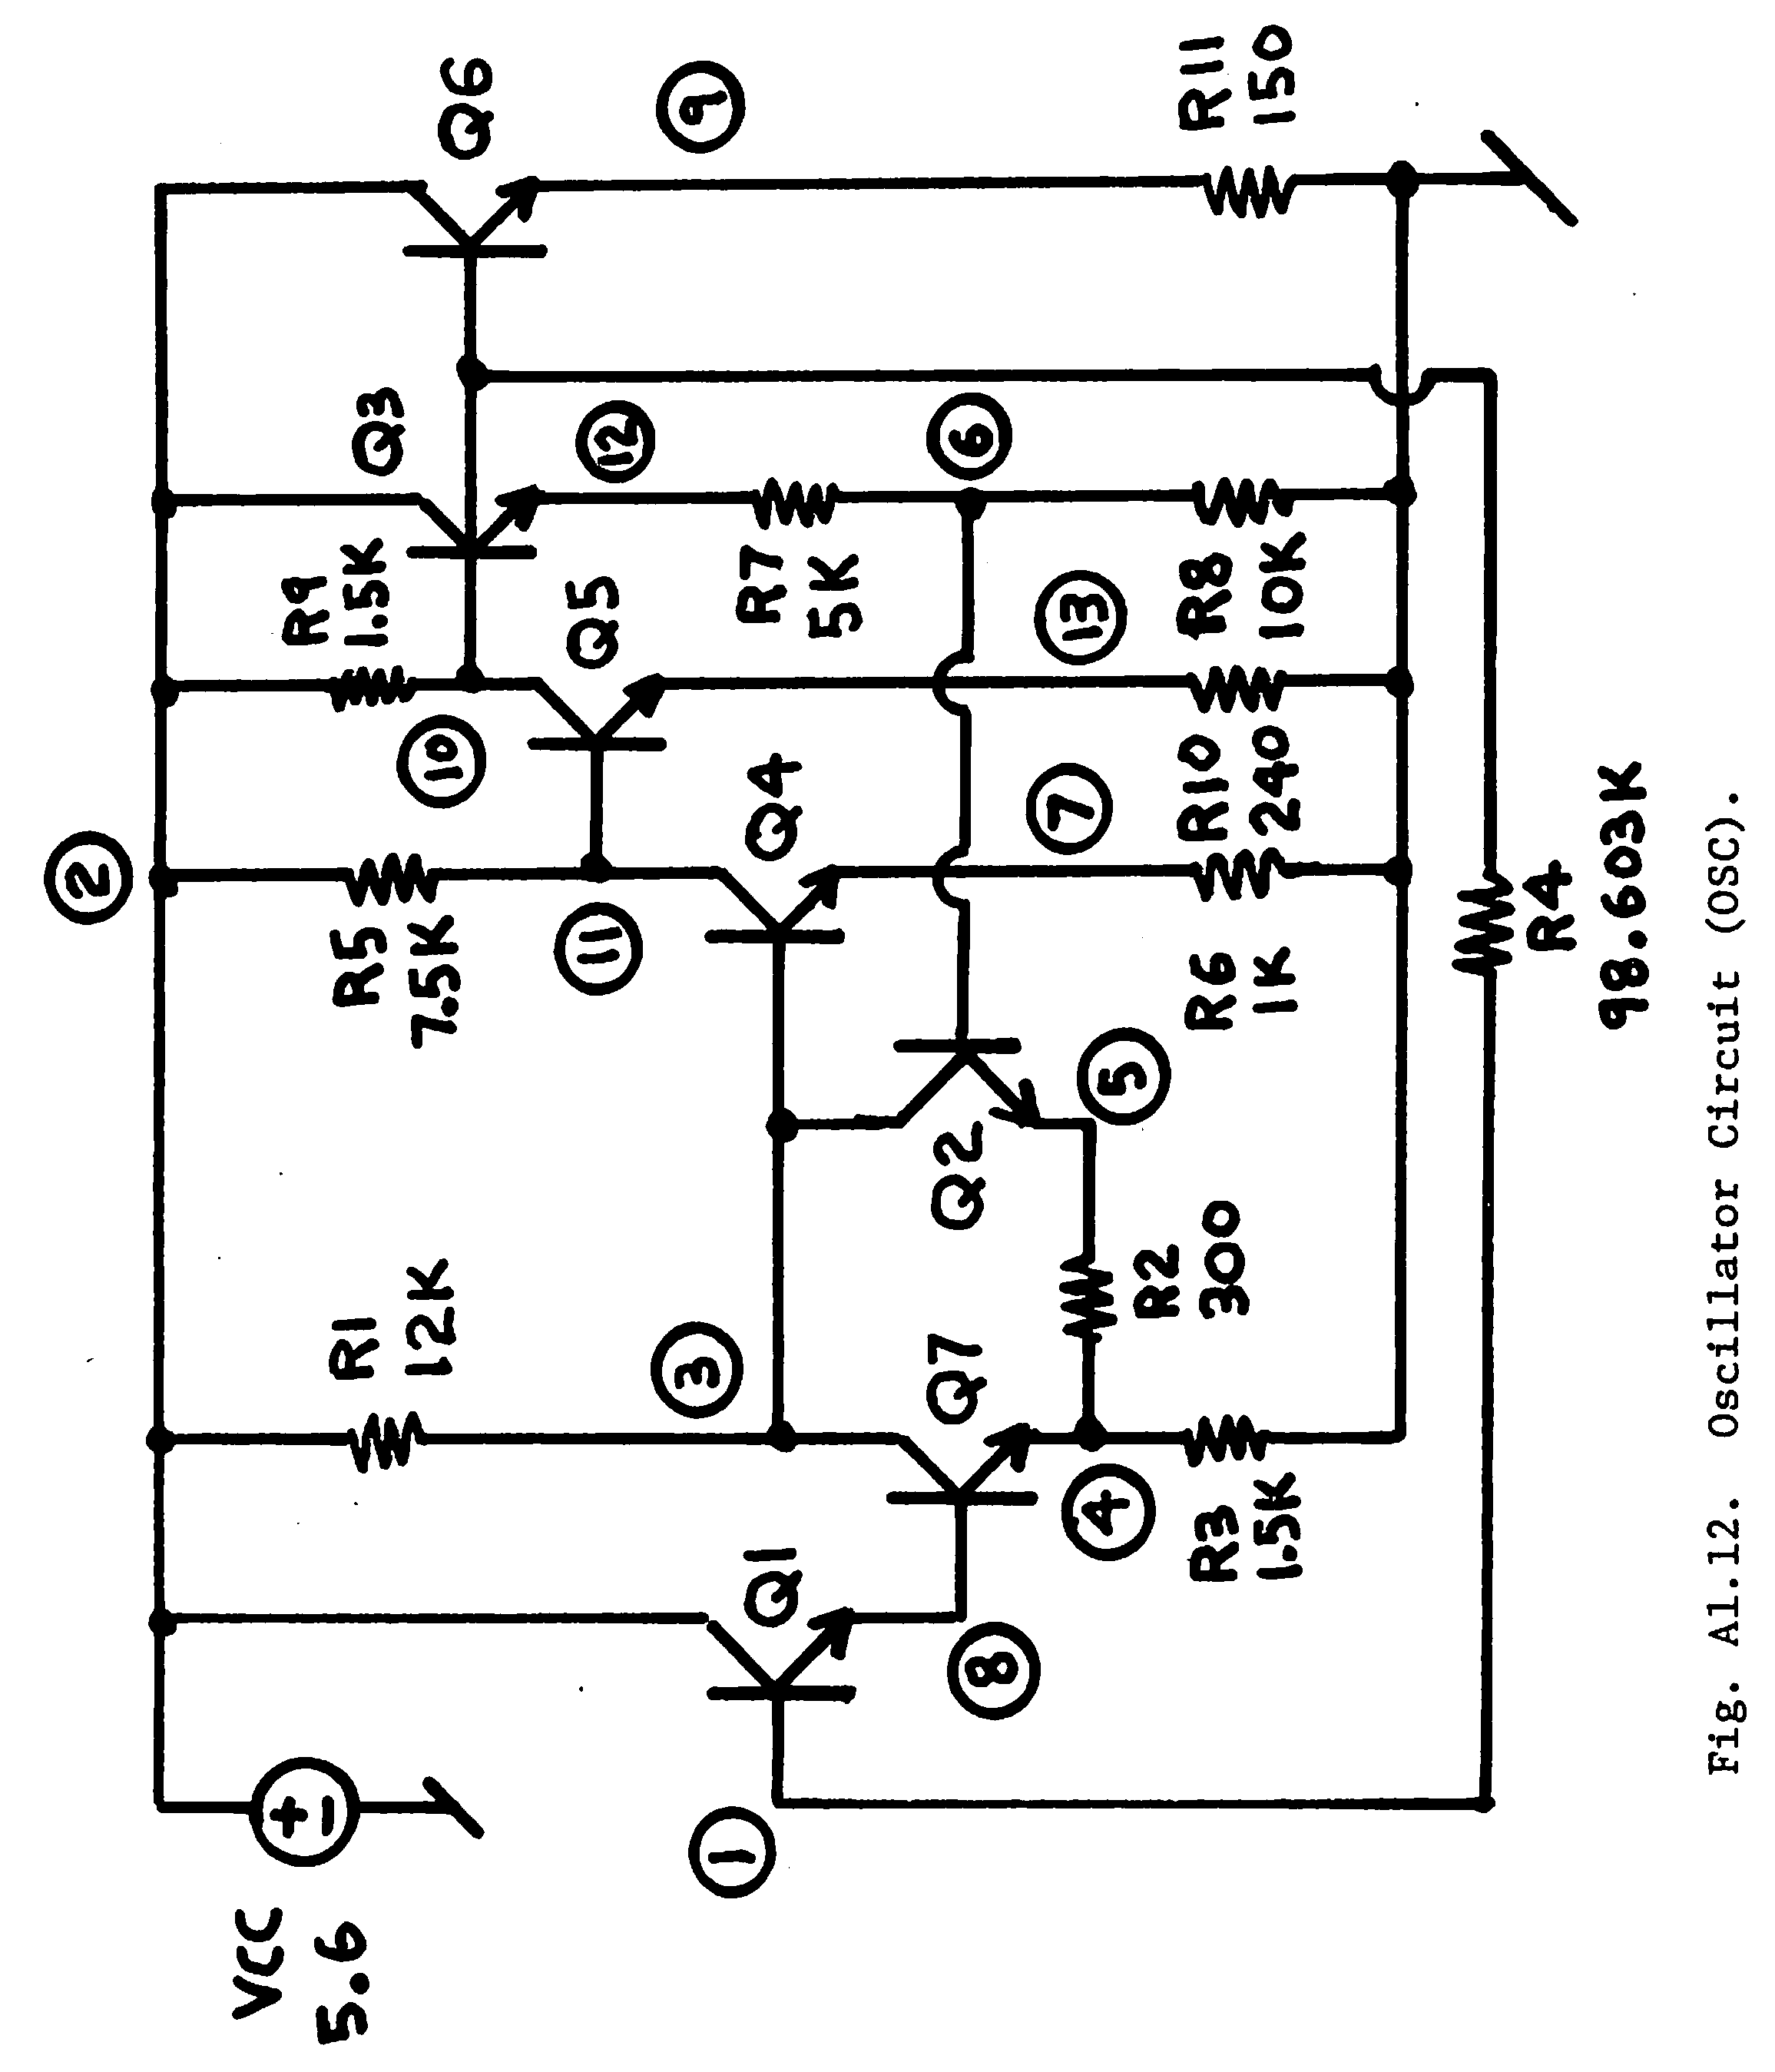 VCC
5.6
2
R1
12K
R5
7.5K
R9
1.5K
Q3
Q6
10
Q5
12
9
11
Q4
Q1
3
R7
5K
6
Q7
Q2
8
7
13
4
5
R2
300
R3
1.5K
R6
1K
R10
240
R8
10K
R11
150
1
R4
98.603K
Fig. A1.12. Oscillator Circuit (OSC).